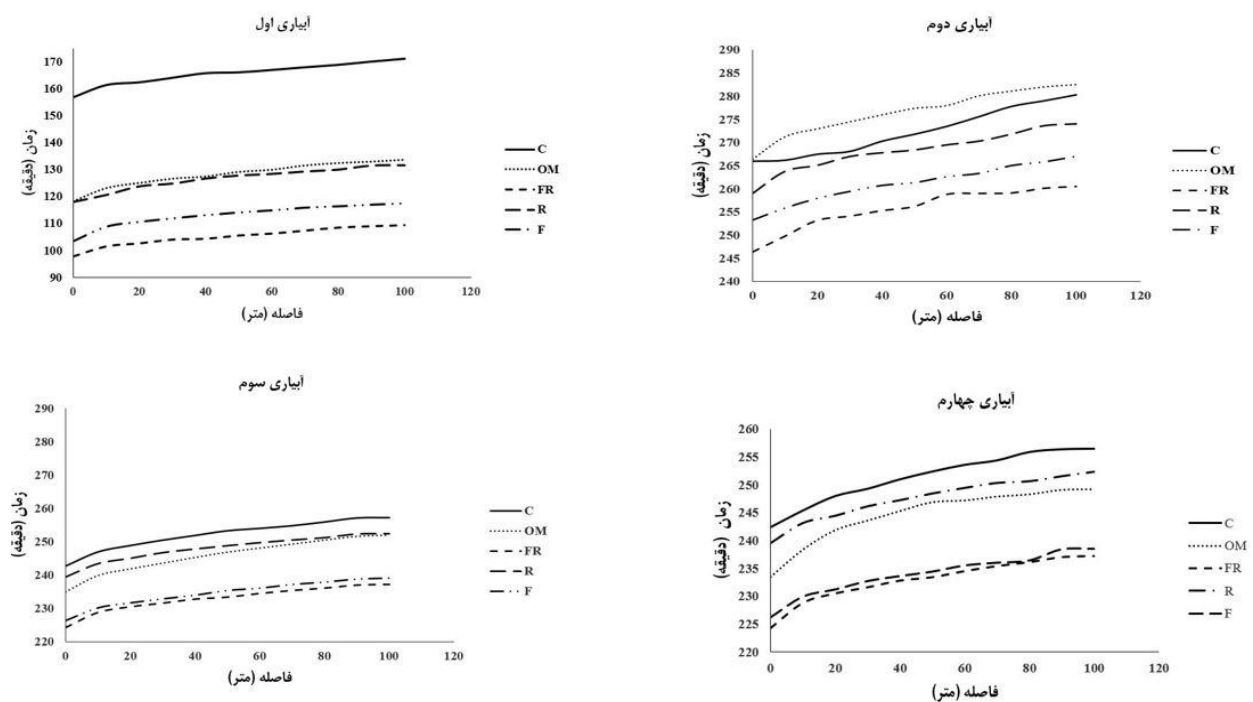 آبیاری اول
170
160
150
140
130
120
110
100
90
زمان (دقیقه)
0 20 40 60 80 100 120
فاصله (متر)
C
OM
FR
R
F
آبیاری دوم
290
285
280
275
270
265
260
255
250
245
240
زمان (دقیقه)
0 20 40 60 80 100 120
فاصله (متر)
C
OM
FR
R
F
آبیاری سوم
290
280
270
260
250
240
230
220
زمان (دقیقه)
0 20 40 60 80 100 120
فاصله (متر)
C
OM
FR
R
F
آبیاری چهارم
260
255
250
245
240
235
230
225
220
زمان (دقیقه)
0 20 40 60 80 100 120
فاصله (متر)
C
OM
FR
R
F